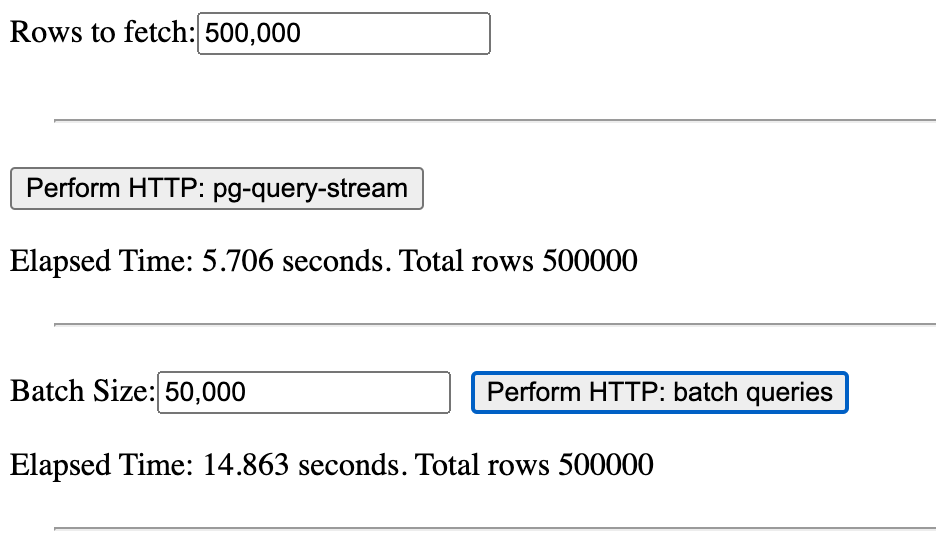 Rows to fetch: 500,000
Perform HTTP: pg-query-stream
Elapsed Time: 5.706 seconds. Total rows 500000
Batch Size: 50,000 Perform HTTP: batch queries
Elapsed Time: 14.863 seconds. Total rows 500000